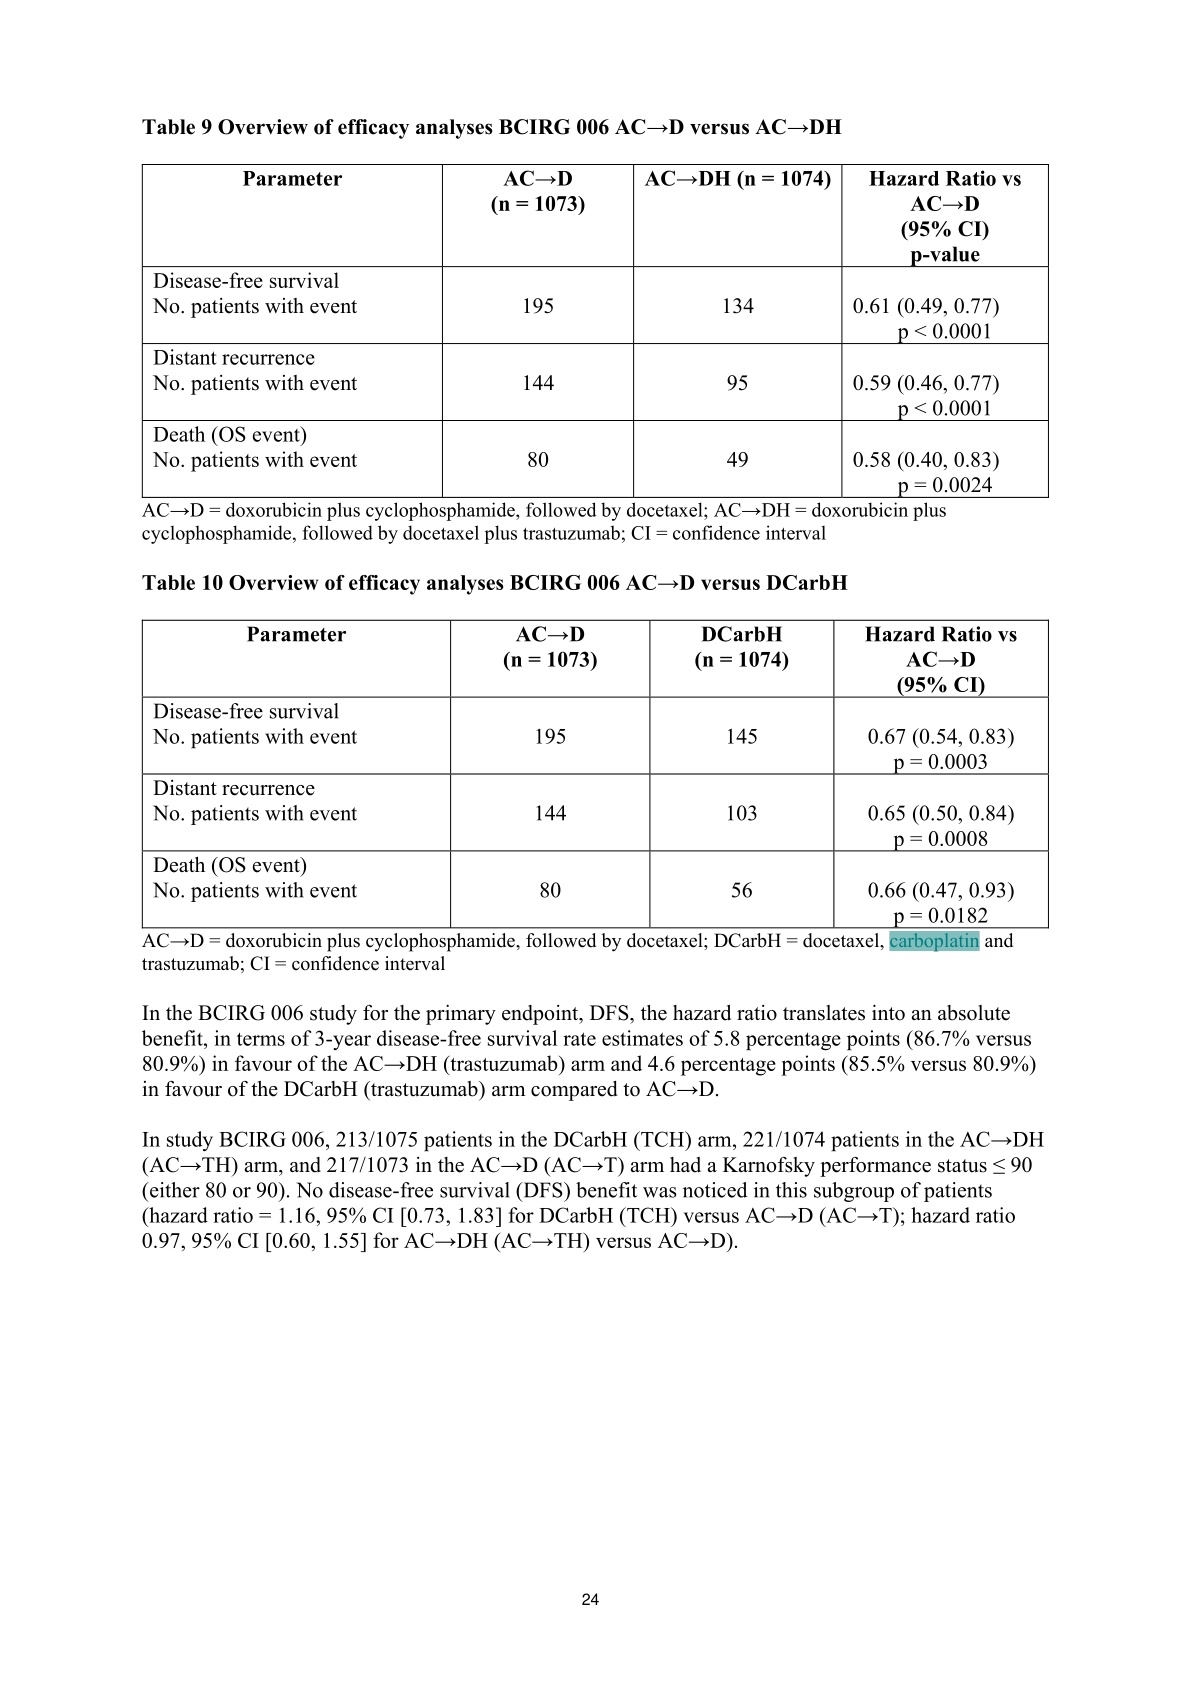 Table 9 Overview of efficacy analyses BCIRG 006 AC→D versus AC→DH
Parameter
AC→D
(n = 1073)
AC→DH (n = 1074)
Hazard Ratio vs
AC→D
(95% CI)
p-value
Disease-free survival
No. patients with event
195
134
0.61 (0.49, 0.77)
p < 0.0001
Distant recurrence
No. patients with event
144
95
0.59 (0.46, 0.77)
p < 0.0001
Death (OS event)
No. patients with event
80
49
0.58 (0.40, 0.83)
p = 0.0024
AC→D = doxorubicin plus cyclophosphamide, followed by docetaxel; AC→DH = doxorubicin plus
cyclophosphamide, followed by docetaxel plus trastuzumab; CI = confidence interval
Table 10 Overview of efficacy analyses BCIRG 006 AC→D versus DCarbH
Parameter
AC→D
(n = 1073)
DCarbH
(n = 1074)
Hazard Ratio vs
AC→D
(95% CI)
Disease-free survival
No. patients with event
195
145
0.67 (0.54, 0.83)
p = 0.0003
Distant recurrence
No. patients with event
144
103
0.65 (0.50, 0.84)
p = 0.0008
Death (OS event)
No. patients with event
80
56
0.66 (0.47, 0.93)
p = 0.0182
AC→D = doxorubicin plus cyclophosphamide, followed by docetaxel; DCarbH = docetaxel, carboplatin and
trastuzumab; CI = confidence interval
In the BCIRG 006 study for the primary endpoint, DFS, the hazard ratio translates into an absolute
benefit, in terms of 3-year disease-free survival rate estimates of 5.8 percentage points (86.7% versus
80.9%) in favour of the AC→DH (trastuzumab) arm and 4.6 percentage points (85.5% versus 80.9%)
in favour of the DCarbH (trastuzumab) arm compared to AC→D.
In study BCIRG 006, 213/1075 patients in the DCarbH (TCH) arm, 221/1074 patients in the AC→DH
(AC→TH) arm, and 217/1073 in the AC→D (AC→T) arm had a Karnofsky performance status ≤ 90
(either 80 or 90). No disease-free survival (DFS) benefit was noticed in this subgroup of patients
(hazard ratio = 1.16, 95% CI [0.73, 1.83] for DCarbH (TCH) versus AC→D (AC→T); hazard ratio
0.97, 95% CI [0.60, 1.55] for AC→DH (AC→TH) versus AC→D).
24